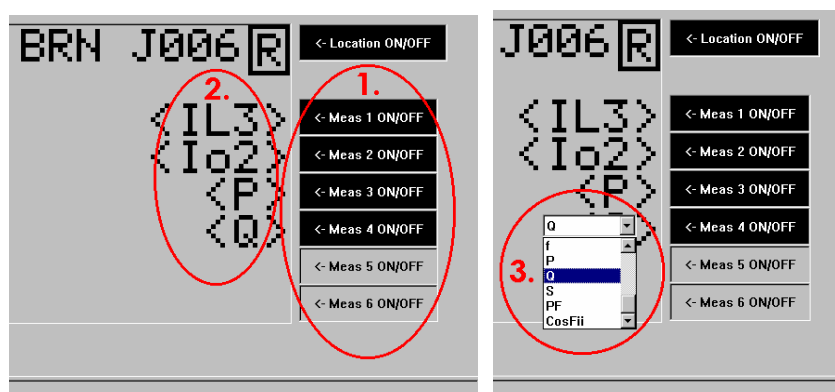 BRN J006 R <- Location ON/OFF
2. 1.
<IL3> <- Meas 1 ON/OFF
<Io2> <- Meas 2 ON/OFF
<P> <- Meas 3 ON/OFF
<Q> <- Meas 4 ON/OFF
<- Meas 5 ON/OFF
<- Meas 6 ON/OFF
J006 R <- Location ON/OFF
<IL3> <- Meas 1 ON/OFF
<Io2> <- Meas 2 ON/OFF
<P> <- Meas 3 ON/OFF
Q <- Meas 4 ON/OFF
f
P <- Meas 5 ON/OFF
3. Q
S <- Meas 6 ON/OFF
PF
CosFii